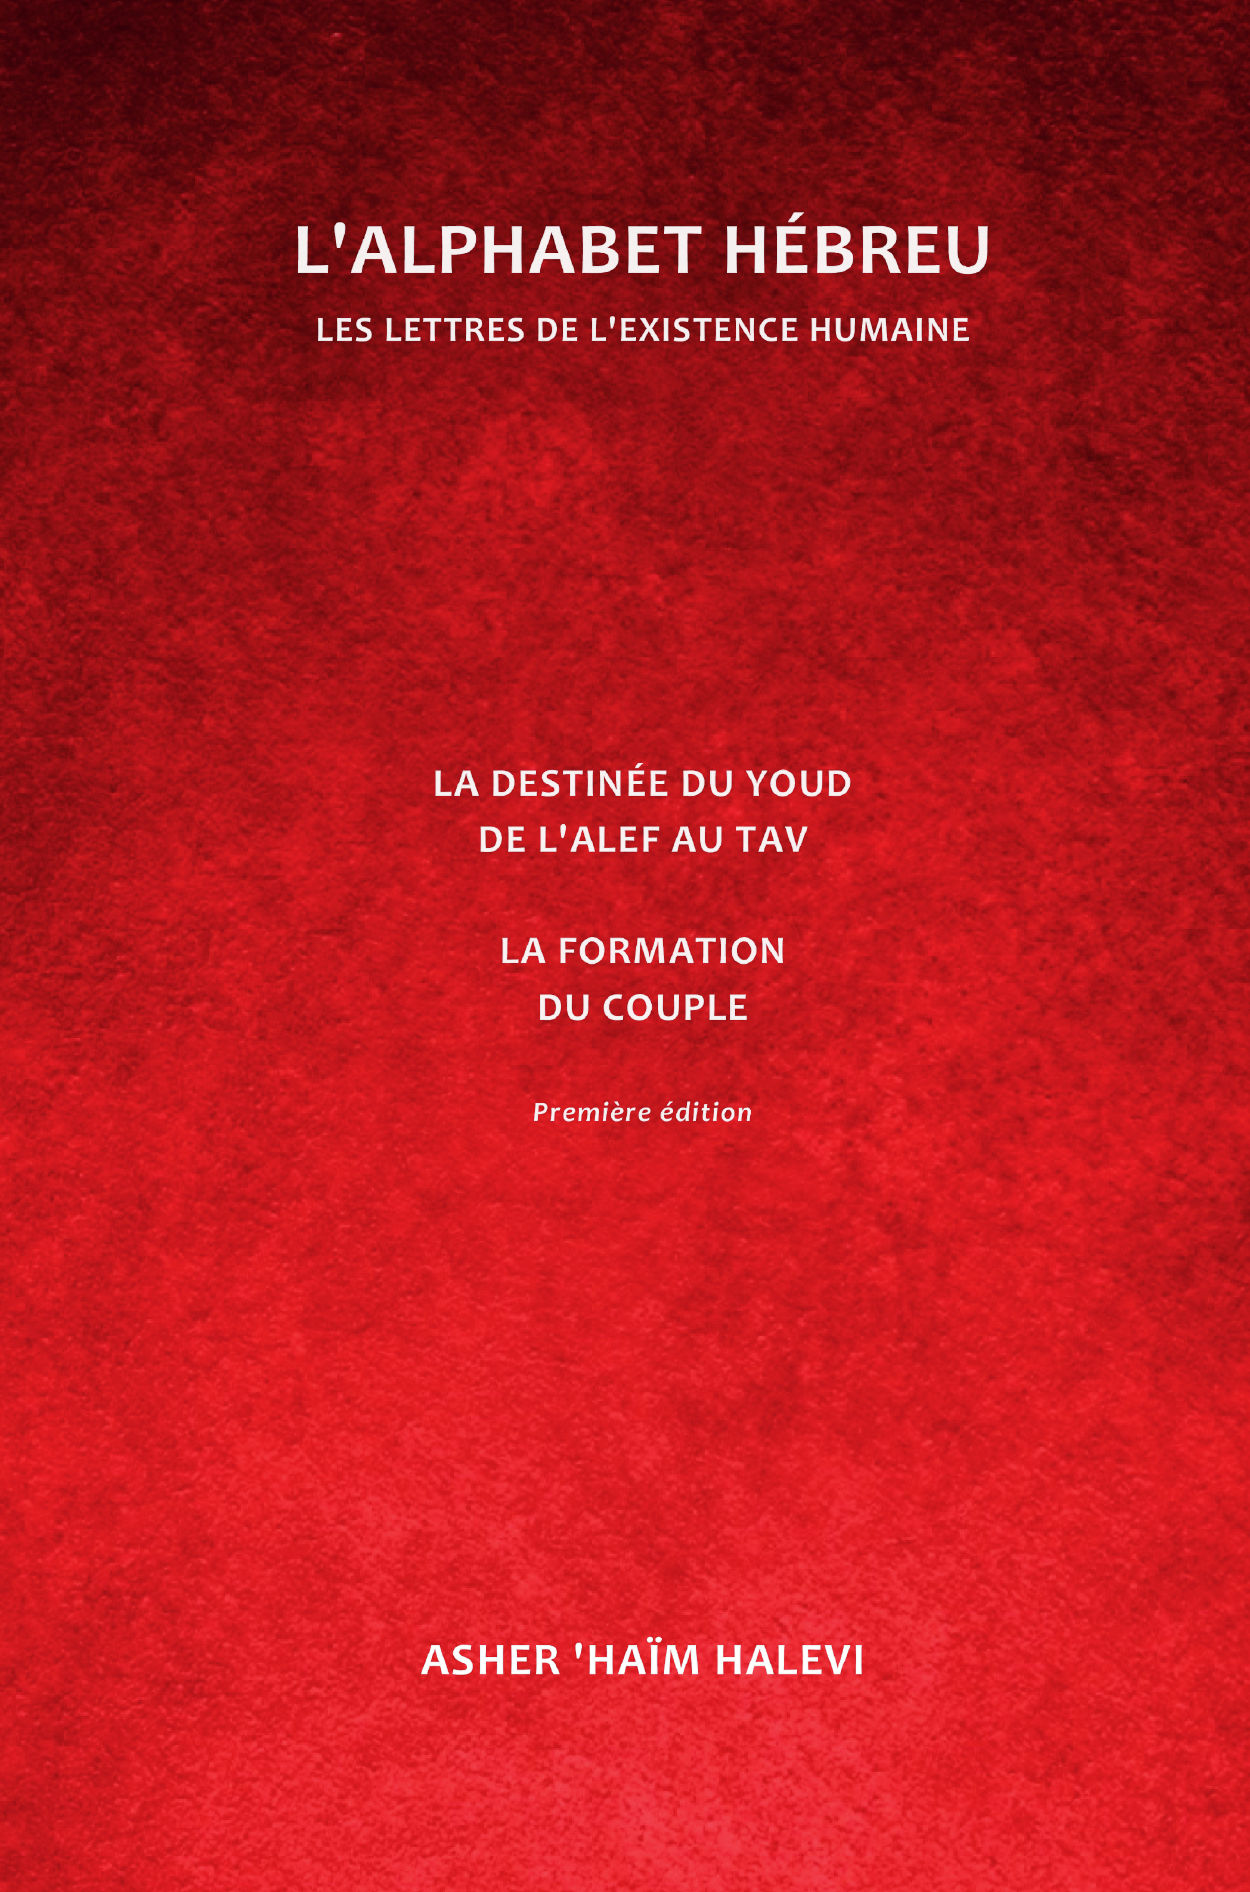 L'ALPHABET HÉBREU
LES LETTRES DE L'EXISTENCE HUMAINE
LA DESTINÉE DU YOUD
DE L'ALEF AU TAV
LA FORMATION
DU COUPLE
Première édition
ASHER 'HAÏM HALEVI